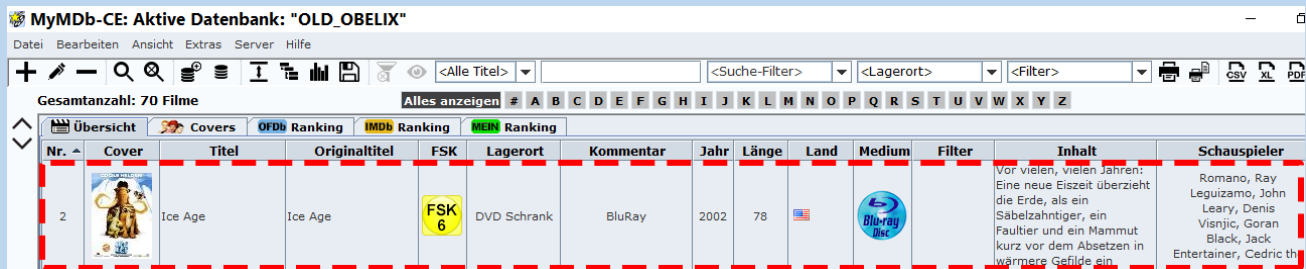 MyMDb-CE: Aktive Datenbank: "OLD_OBELIX"
Datei Bearbeiten Ansicht Extras Server Hilfe
<Alle Titel> <Suche-Filter> <Lagerort> <Filter> CSV XL PDF
Gesamtanzahl: 70 Filme Alles anzeigen # A B C D E F G H I J K L M N O P Q R S T U V W X Y Z
Übersicht Covers OFDb Ranking IMDb Ranking MEIN Ranking
Nr. Cover Titel Originaltitel FSK Lagerort Kommentar Jahr Länge Land Medium Filter Inhalt Schauspieler
2 Ice Age Ice Age FSK 6 DVD Schrank BluRay 2002 78 Blu-ray Disc
Vor vielen, vielen Jahren:
Eine neue Eiszeit überzieht
die Erde, als ein
Säbelzahntiger, ein
Faultier und ein Mammut
kurz vor dem Absetzen in
wärmere Gefilde ein
Romano, Ray
Leguizamo, John
Leary, Denis
Visnjic, Goran
Black, Jack
Entertainer, Cedric th